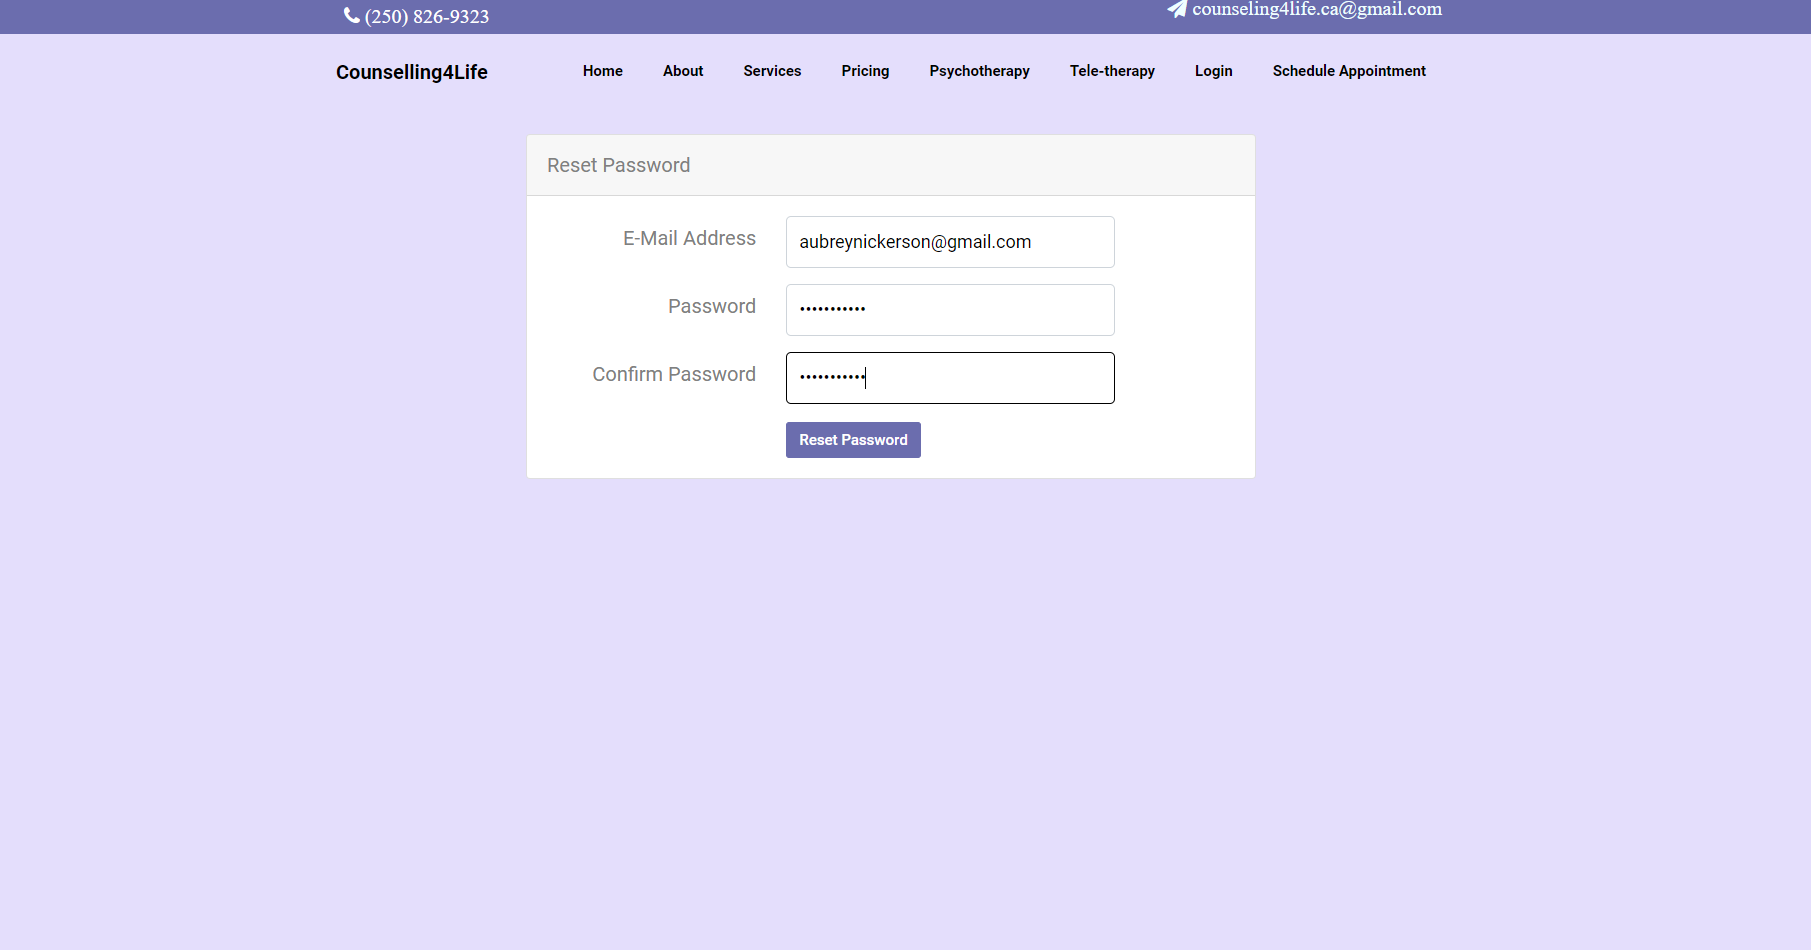 (250) 826-9323
counseling4life.ca@gmail.com
Counselling4Life
Home About Services Pricing Psychotherapy Tele-therapy Login Schedule Appointment
Reset Password
E-Mail Address aubreynickerson@gmail.com
Password •••••••••••
Confirm Password •••••••••••
Reset Password